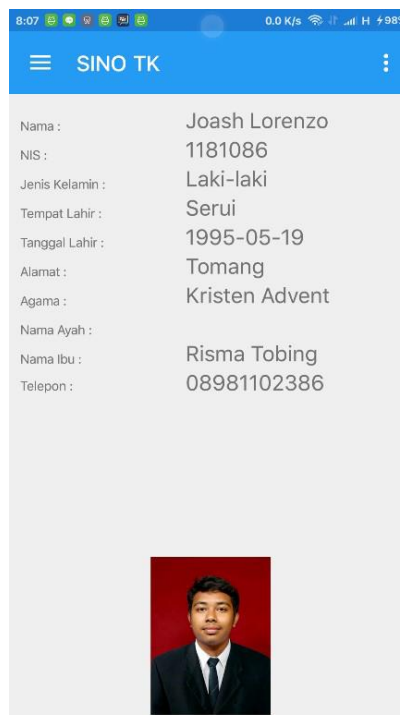 8:07 0.0 K/s H 98%
SINO TK
Nama : Joash Lorenzo
NIS : 1181086
Jenis Kelamin : Laki-laki
Tempat Lahir : Serui
Tanggal Lahir : 1995-05-19
Alamat : Tomang
Agama : Kristen Advent
Nama Ayah :
Nama Ibu : Risma Tobing
Telepon : 08981102386